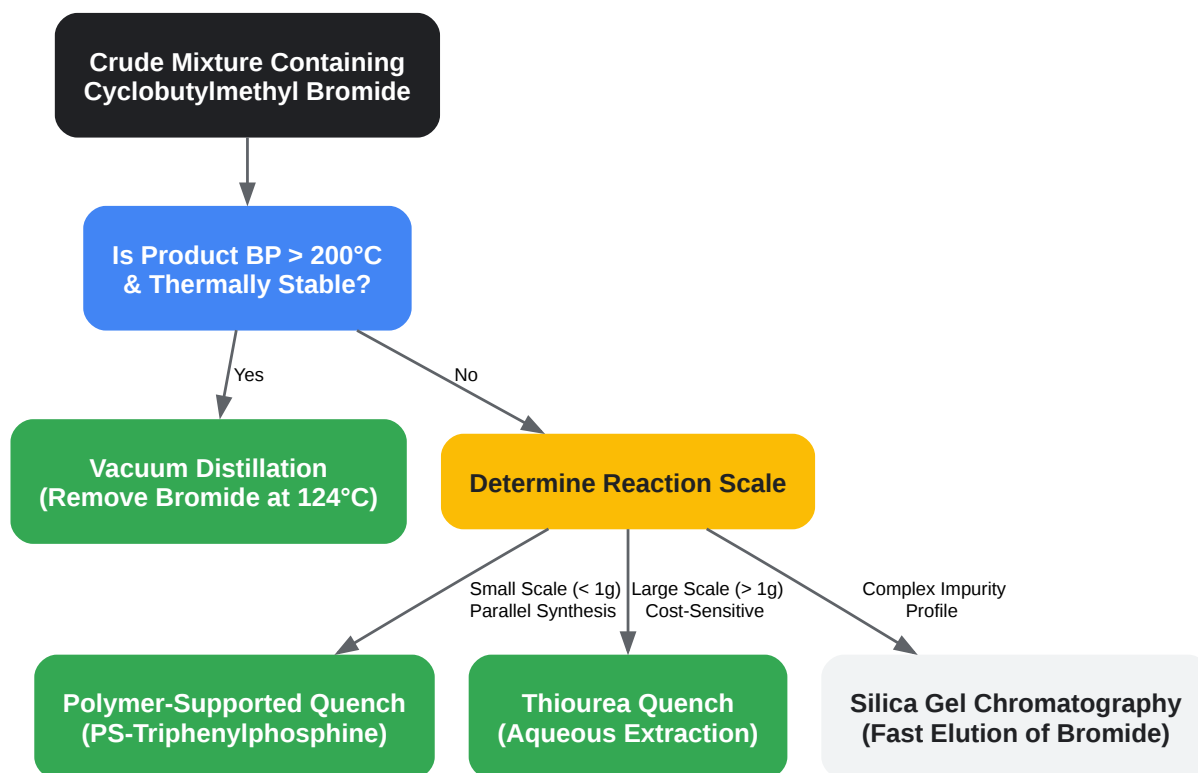 Crude Mixture Containing
Cyclobutylmethyl Bromide
Is Product BP > 200°C
& Thermally Stable?
Yes
No
Vacuum Distillation
(Remove Bromide at 124°C)
Determine Reaction Scale
Small Scale (< 1g)
Parallel Synthesis
Large Scale (> 1g)
Cost-Sensitive
Complex Impurity
Profile
Polymer-Supported Quench
(PS-Triphenylphosphine)
Thiourea Quench
(Aqueous Extraction)
Silica Gel Chromatography
(Fast Elution of Bromide)